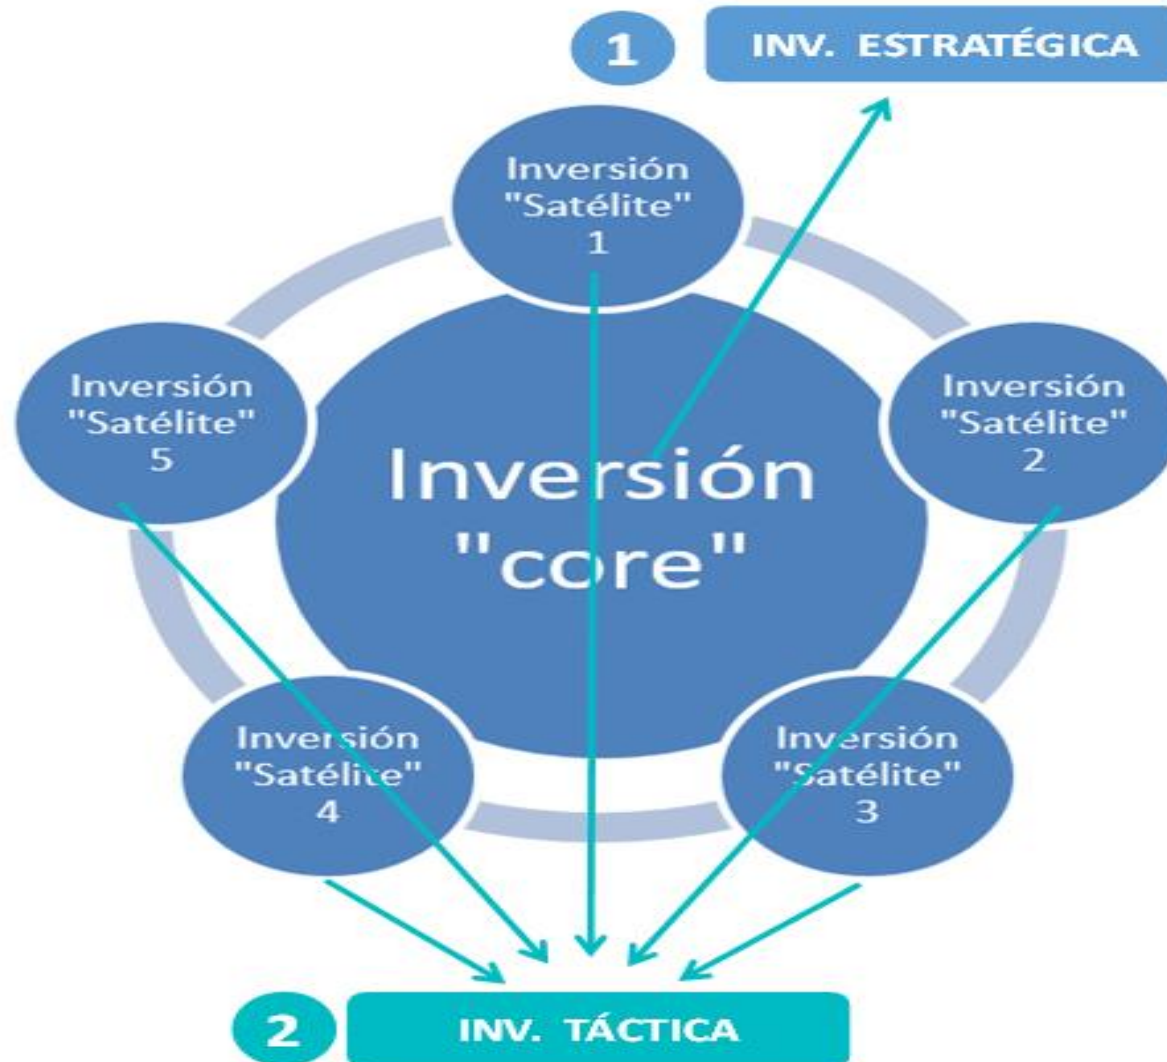 1
INV. ESTRATÉGICA
Inversión
"Satélite"
1
Inversión
"Satélite"
5
Inversión
"Satélite"
2
Inversión
"core"
Inversión
"Satélite"
4
Inversión
"Satélite"
3
2
INV. TÁCTICA